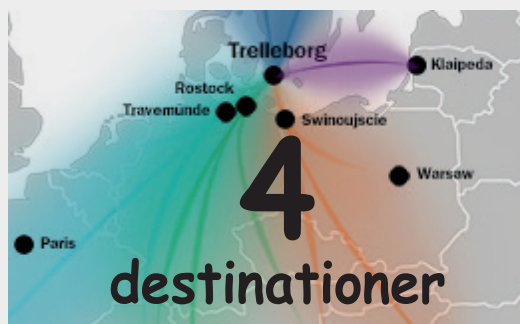 Trelleborg
Klaipeda
Rostock
Travemünde
Swinoujscie
Warsaw
4
Paris
destinationer